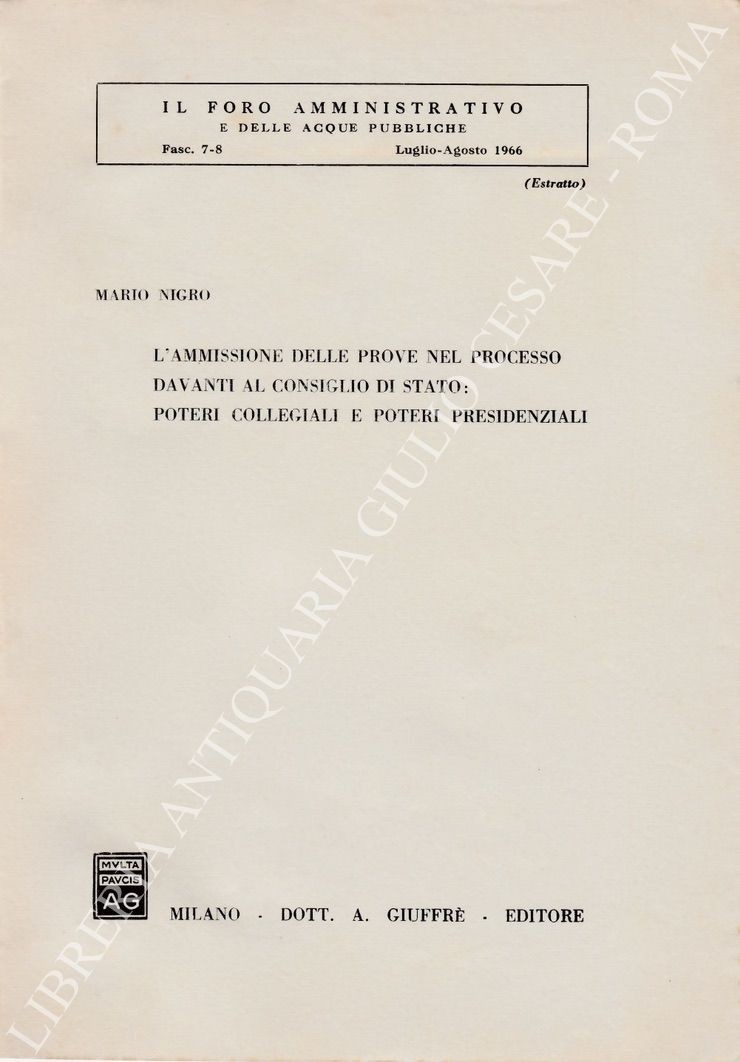 IL FORO AMMINISTRATIVO
E DELLE ACQUE PUBBLICHE
Fasc. 7-8 Luglio-Agosto 1966
(Estratto)
MARIO NIGRO
L'AMMISSIONE DELLE PROVE NEL PROCESSO
DAVANTI AL CONSIGLIO DI STATO:
POTERI COLLEGIALI E POTERI PRESIDENZIALI
MVLTA
PAVCIS
AG
MILANO - DOTT. A. GIUFFRÈ - EDITORE
LIBRERIA ANTIQUARIA GIULIO CESARE - ROMA